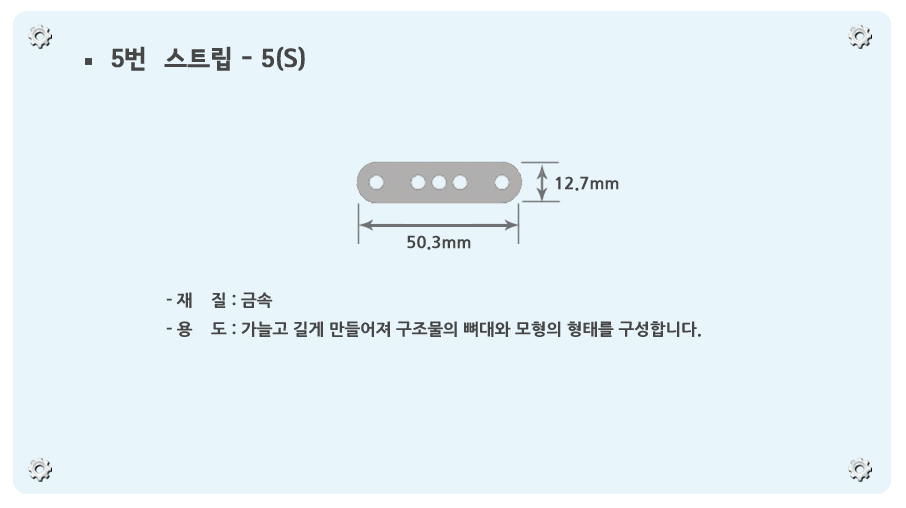 ▪ 5번 스트립 - 5(S)
12.7mm
50.3mm
- 재 질 : 금속
- 용 도 : 가늘고 길게 만들어져 구조물의 뼈대와 모형의 형태를 구성합니다.